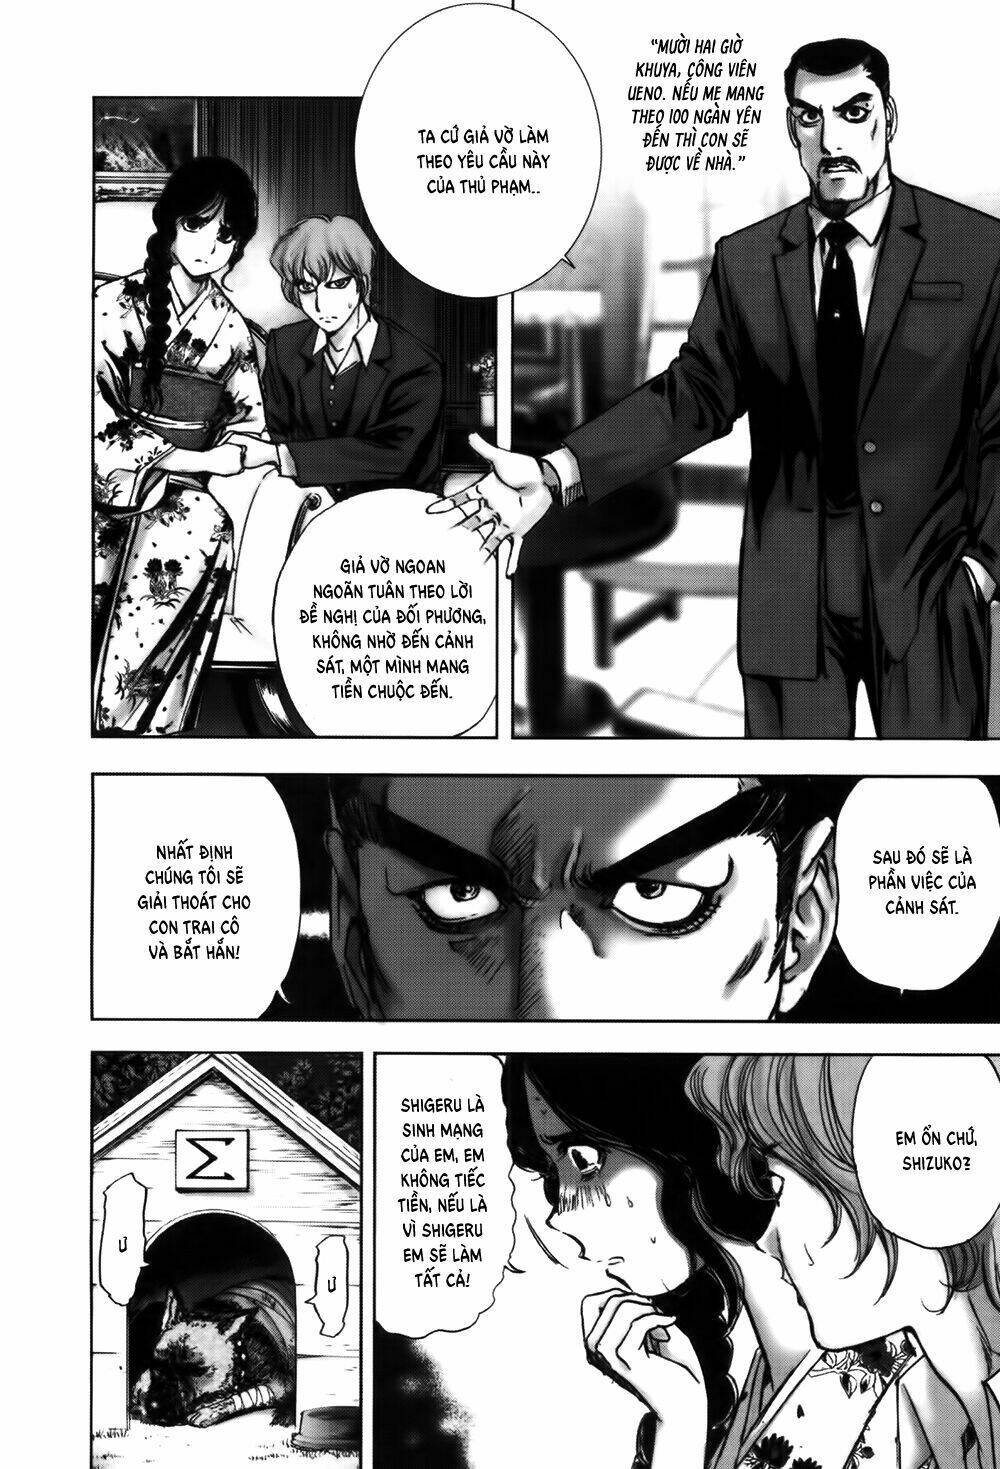 "MƯỜI HAI GIỜ
KHUYA, CÔNG VIÊN
UENO. NẾU MẸ MANG
THEO 100 NGÀN YÊN
ĐẾN THÌ CON SẼ
ĐƯỢC VỀ NHÀ."
TA CỨ GIẢ VỜ LÀM
THEO YÊU CẦU NÀY
CỦA THỦ PHẠM..
GIẢ VỜ NGOAN
NGOÃN TUÂN THEO LỜI
ĐỀ NGHỊ CỦA ĐỐI PHƯƠNG,
KHÔNG NHỜ ĐẾN CẢNH
SÁT, MỘT MÌNH MANG
TIỀN CHUỘC ĐẾN.
SAU ĐÓ SẼ LÀ
PHẦN VIỆC CỦA
CẢNH SÁT.
NHẤT ĐỊNH
CHÚNG TÔI SẼ
GIẢI THOÁT CHO
CON TRAI CÔ
VÀ BẮT HẮN!
EM ỔN CHỨ,
SHIZUKO?
SHIGERU LÀ
SINH MẠNG
CỦA EM, EM
KHÔNG TIẾC
TIỀN, NẾU LÀ
VÌ SHIGERU
EM SẼ LÀM
TẤT CẢ!
Σ
Ư
Ư